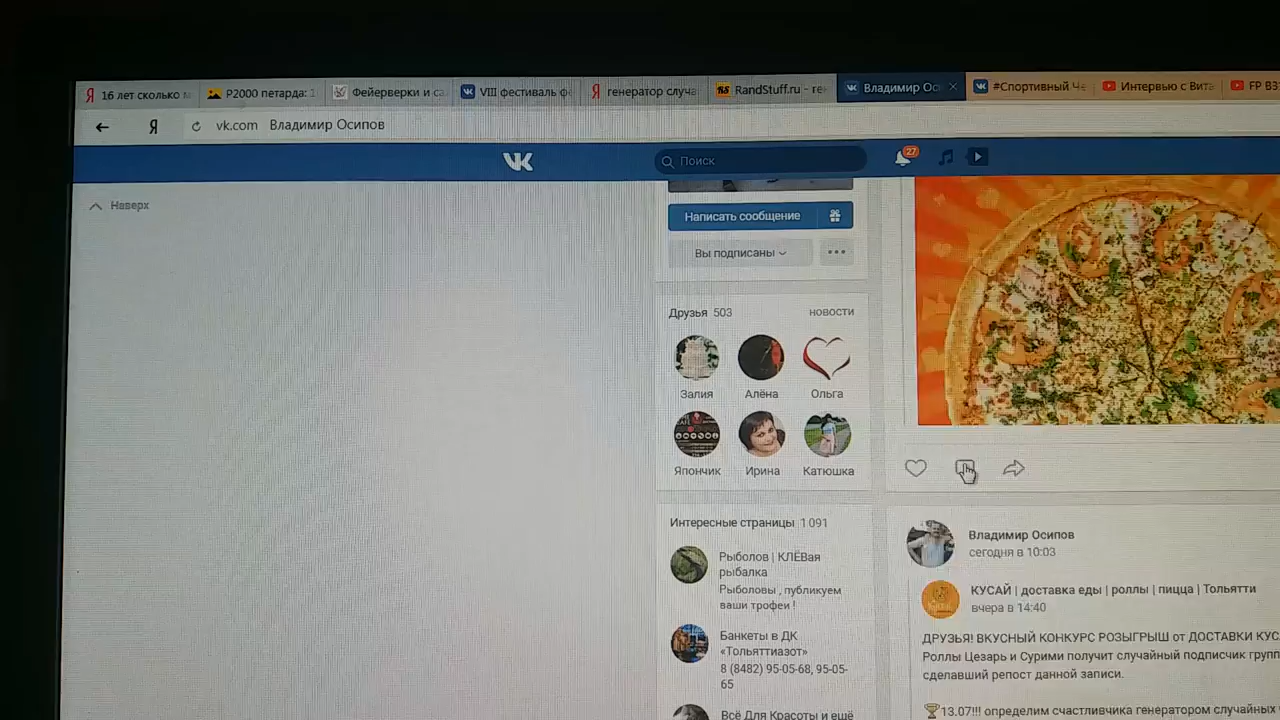 16 лет сколько
P2000 петарда:
Фейерверки и са
VIII фестиваль ф
генератор случа
RandStuff.ru - ге
Владимир Ос
#Спортивный Че
Интервью с Вита
FP ВЗ
vk.com Владимир Осипов
Поиск
27
Наверх
Написать сообщение
Вы подписаны
Друзья 503
новости
Залия
Алёна
Ольга
Япончик
Ирина
Катюшка
Интересные страницы 1 091
Рыболов | КЛЁВая
рыбалка
Рыболовы , публикуем
ваши трофеи !
Банкеты в ДК
«Тольяттиазот»
8 (8482) 95-05-68, 95-05-
65
Всё Для Красоты и ещё
Владимир Осипов
сегодня в 10:03
КУСАЙ | доставка еды | роллы | пицца | Тольятти
вчера в 14:40
ДРУЗЬЯ! ВКУСНЫЙ КОНКУРС РОЗЫГРЫШ от ДОСТАВКИ КУС
Роллы Цезарь и Сурими получит случайный подписчик групп
сделавший репост данной записи.
🏆13.07!!! определим счастливчика генератором случайных